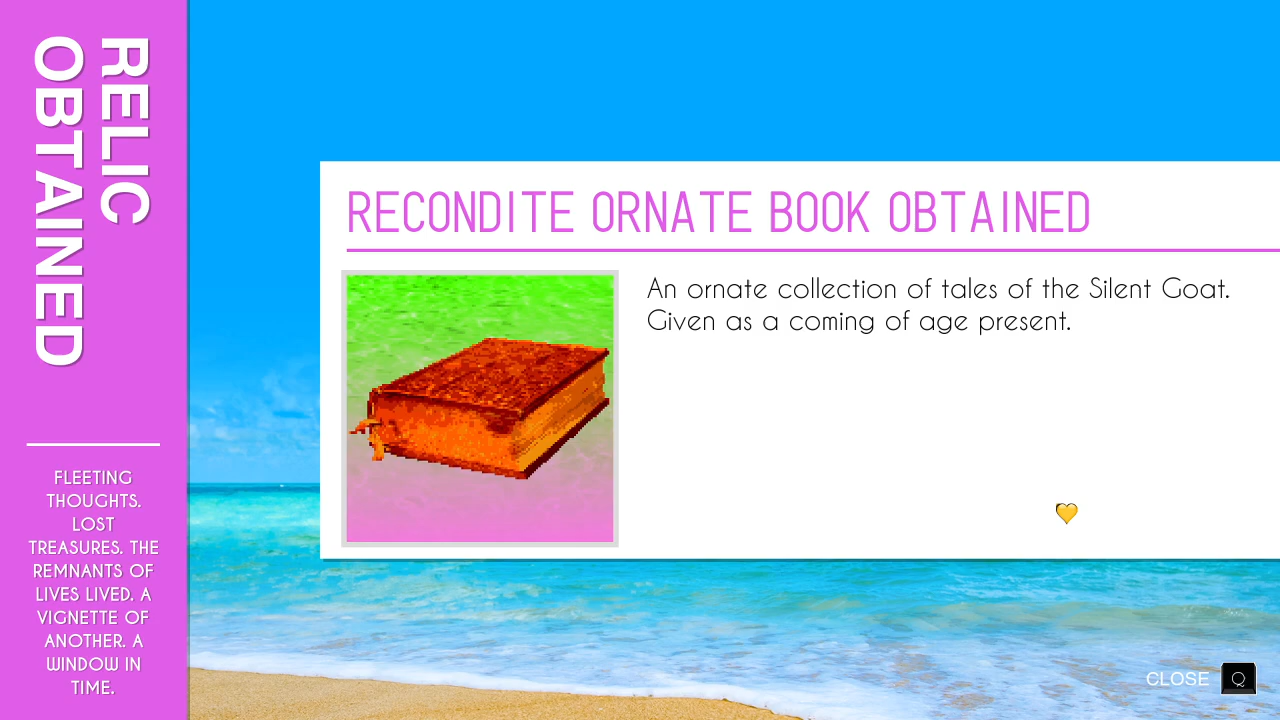 RELIC
OBTAINED
FLEETING
THOUGHTS.
LOST
TREASURES. THE
REMNANTS OF
LIVES LIVED. A
VIGNETTE OF
ANOTHER. A
WINDOW IN
TIME.
RECONDITE ORNATE BOOK OBTAINED
An ornate collection of tales of the Silent Goat.
Given as a coming of age present.
CLOSE Q